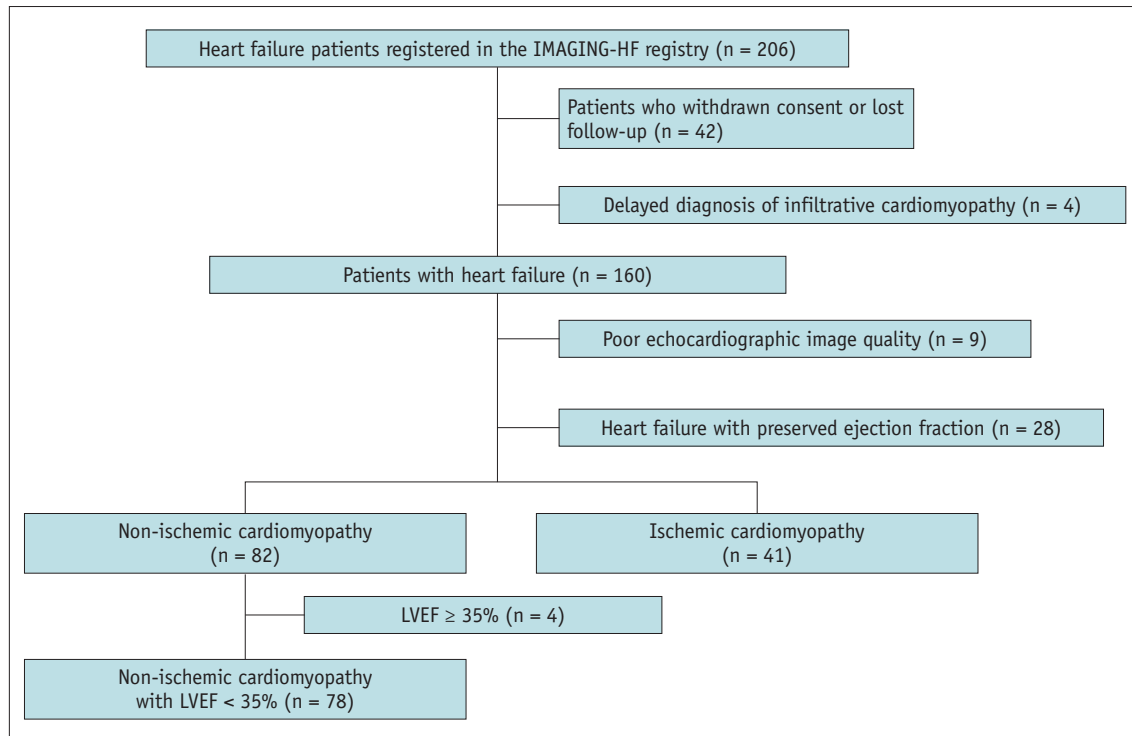 Heart failure patients registered in the IMAGING-HF registry (n = 206)
Patients who withdrawn consent or lost
follow-up (n = 42)
Delayed diagnosis of infiltrative cardiomyopathy (n = 4)
Patients with heart failure (n = 160)
Poor echocardiographic image quality (n = 9)
Heart failure with preserved ejection fraction (n = 28)
Non-ischemic cardiomyopathy
(n = 82)
Ischemic cardiomyopathy
(n = 41)
LVEF ≥ 35% (n = 4)
Non-ischemic cardiomyopathy
with LVEF < 35% (n = 78)